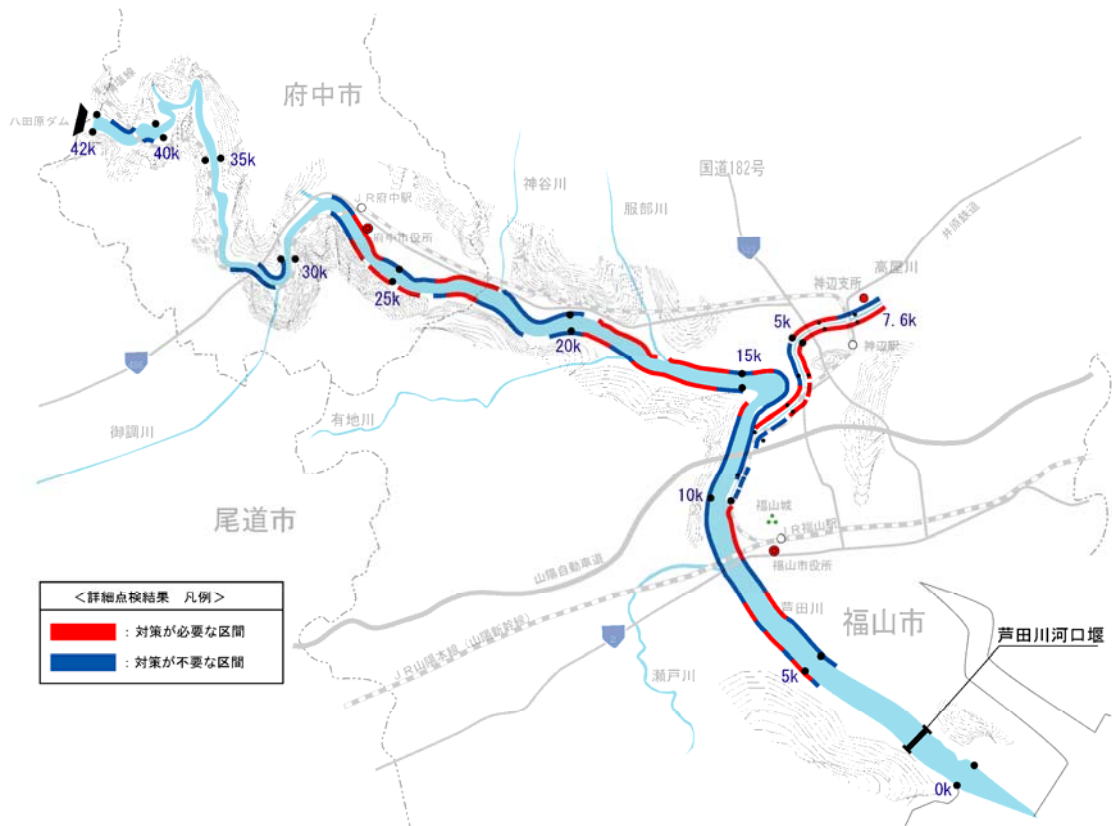 府中市
八田原ダム
42k
40k
35k
神谷川
国道182号
服部川
井原鉄道
JR府中駅
府中市役所
高屋川
神辺支所
30k
25k
5k
7.6k
20k
神辺駅
15k
有地川
御調川
10k
福山城
尾道市
JR福山駅
山陽自動車道
福山市役所
<詳細点検結果 凡例>
:対策が必要な区間
:対策が不要な区間
芦田川
福山市
芦田川河口堰
JR山陽本線(山陽新幹線)
2
瀬戸川
5k
0k